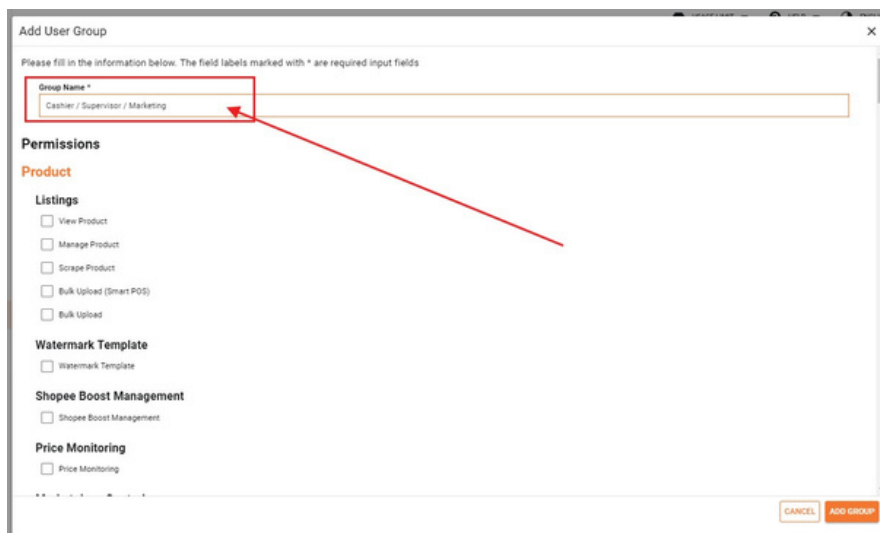 Add User Group
Please fill in the information below. The field labels marked with * are required input fields
Group Name *
Cashier / Supervisor / Marketing
Permissions
Product
Listings
View Product
Manage Product
Scrape Product
Bulk Upload (Smart POS)
Bulk Upload
Watermark Template
Watermark Template
Shopee Boost Management
Shopee Boost Management
Price Monitoring
Price Monitoring
CANCEL
ADD GROUP